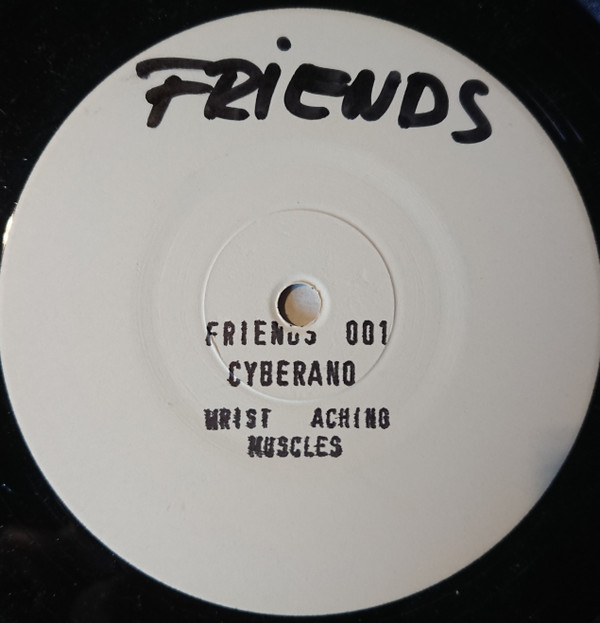 FRiENDS
FRIENDS 001
CYBERANO
WRIST ACHING
MUSCLES